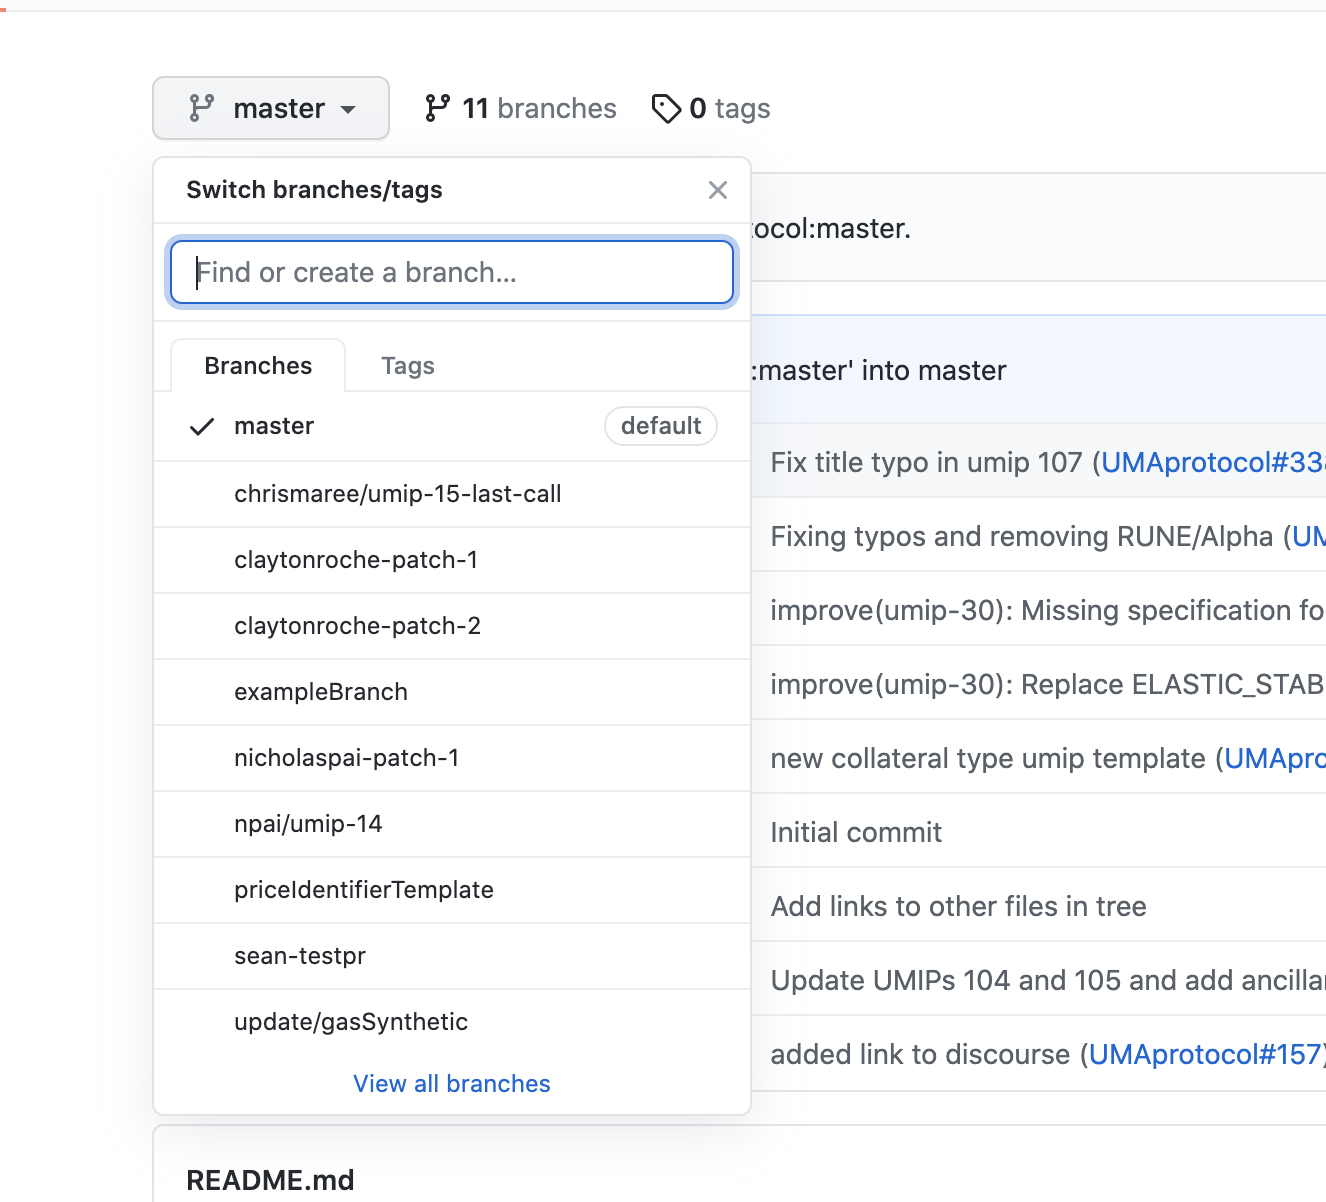 master
11 branches
0 tags
Switch branches/tags
Find or create a branch...
Branches
Tags
master
default
chrismaree/umip-15-last-call
claytonroche-patch-1
claytonroche-patch-2
exampleBranch
nicholaspai-patch-1
npai/umip-14
priceIdentifierTemplate
sean-testpr
update/gasSynthetic
View all branches
tocol:master.
:master' into master
Fix title typo in umip 107 (UMAprotocol#338
Fixing typos and removing RUNE/Alpha (UM
improve(umip-30): Missing specification fo
improve(umip-30): Replace ELASTIC_STAB
new collateral type umip template (UMApro
Initial commit
Add links to other files in tree
Update UMIPs 104 and 105 and add ancillar
added link to discourse (UMAprotocol#157)
README.md